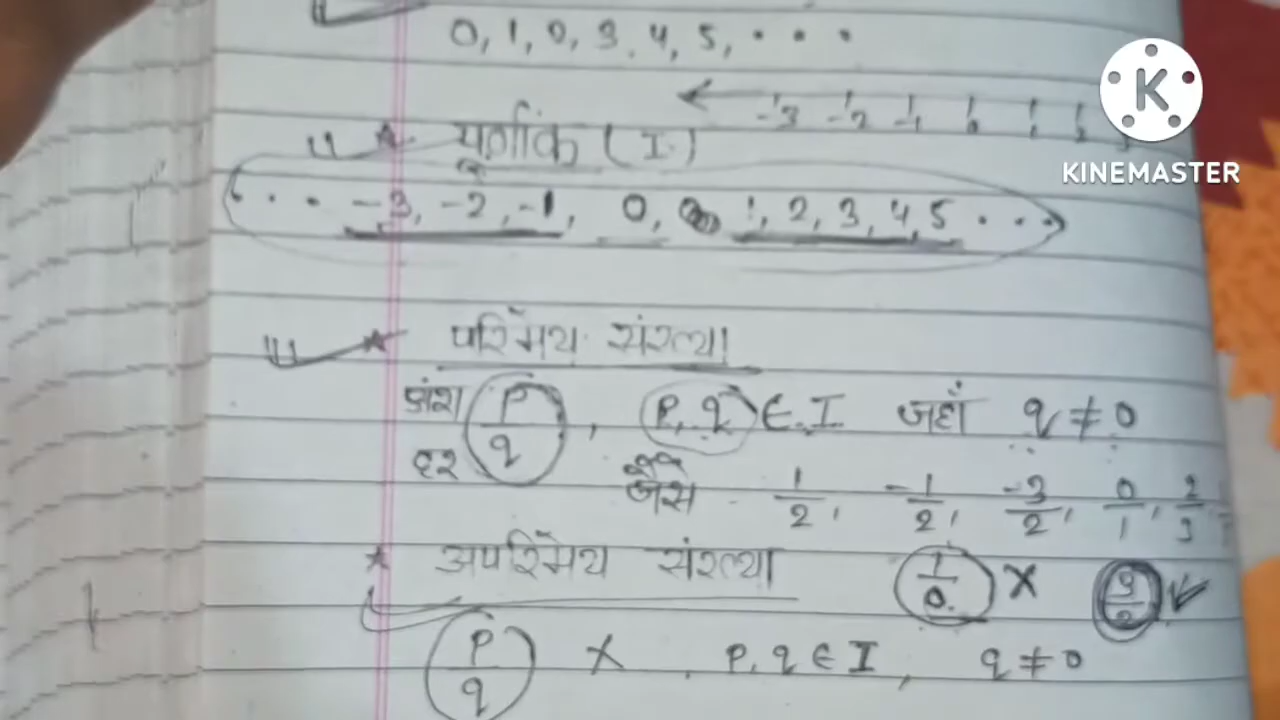 0, 1, 2, 3, 4, 5, . . .
-3 -2 -1 0 1 2 3
K
KINEMASTER
★ पूर्णांक ( I )
. . . -3, -2, -1, 0, 1, 2, 3, 4, 5 . . .
★ परिमेय संख्या
अंश p/q , p, q ∈ I जहाँ q ≠ 0
हर
जैसे 1/2, -1/2, -3/2, 0/1, 2/3
★ अपरिमेय संख्या 1/0 X
p/q X , p, q ∈ I , q ≠ 0